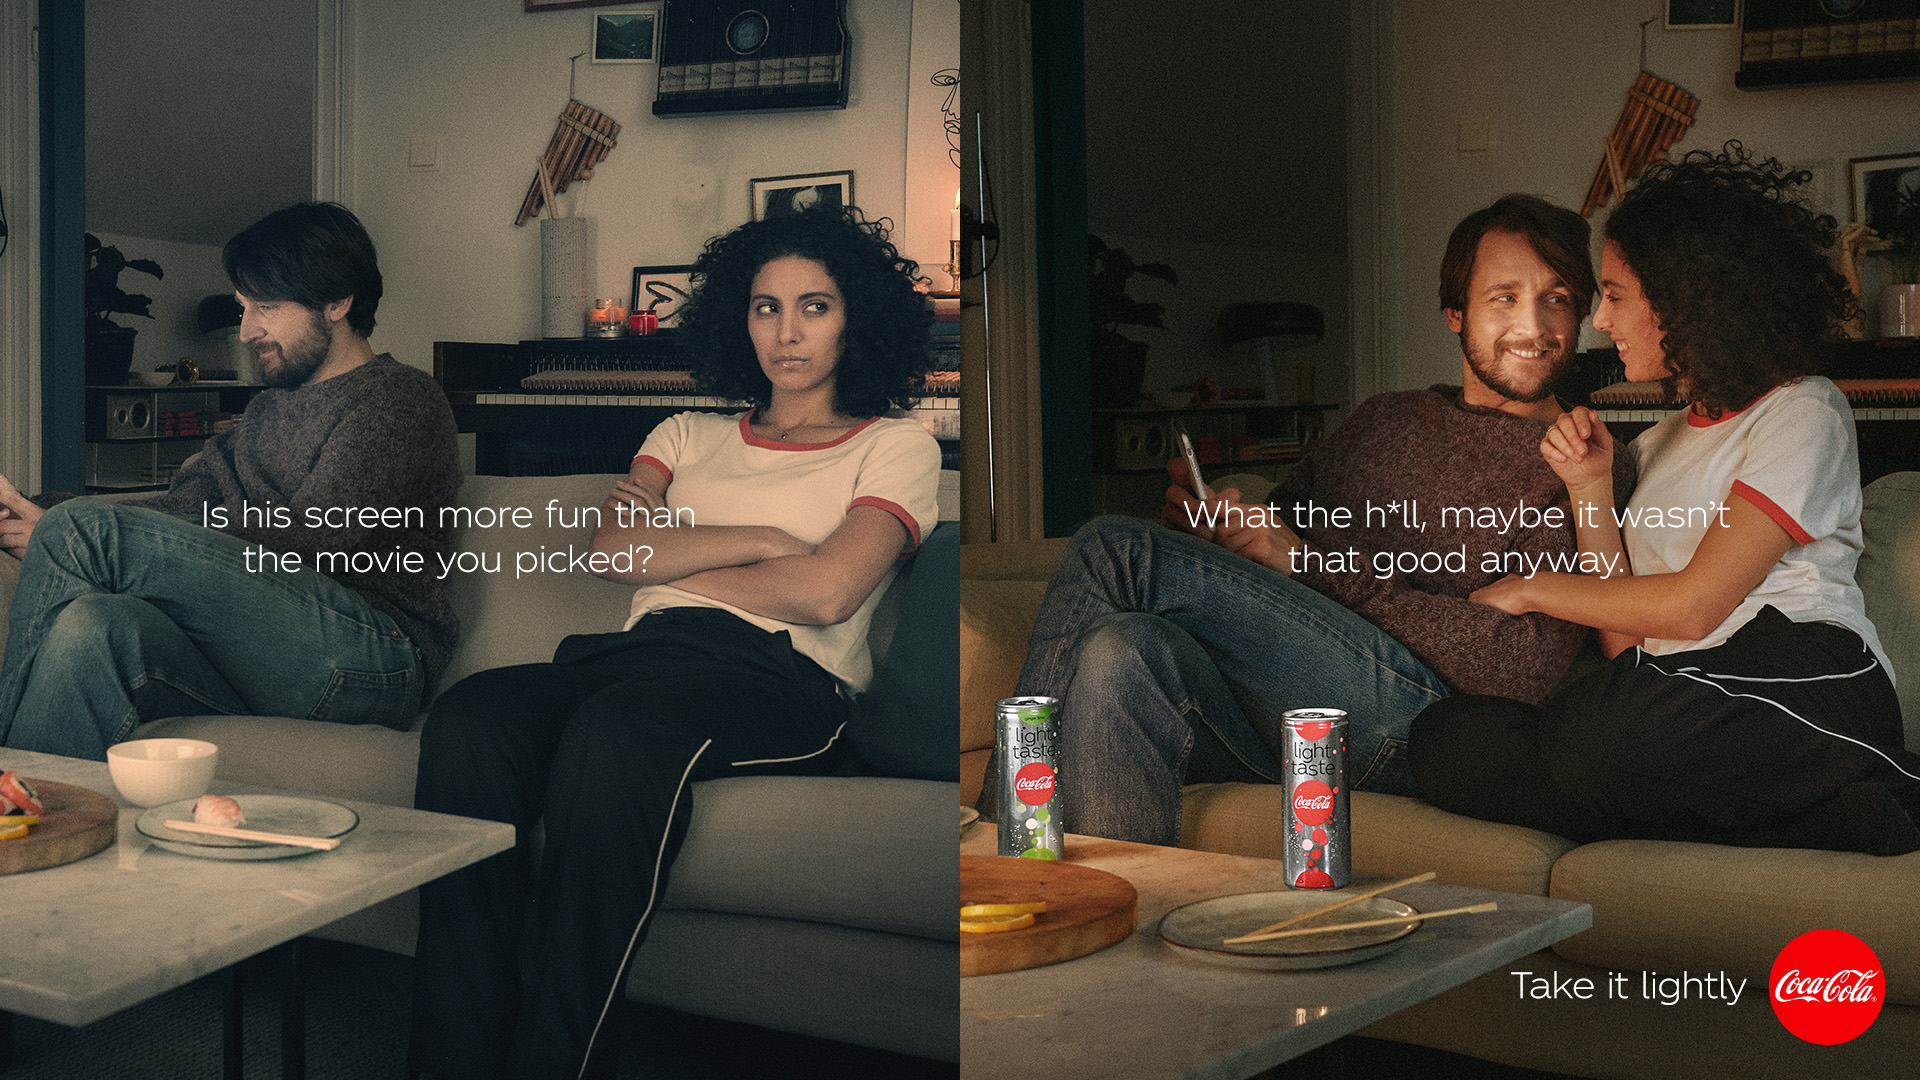 Is his screen more fun than
the movie you picked?
What the h*ll, maybe it wasn't
that good anyway.
light
taste
Coca-Cola
light
taste
Coca-Cola
Take it lightly
Coca-Cola